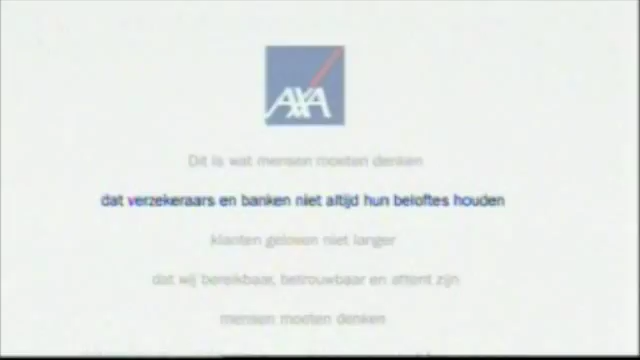 AXA
Dit is wat mensen moeten denken
dat verzekeraars en banken niet altijd hun beloftes houden
klanten geloven niet langer
dat wij bereikbaar, betrouwbaar en attent zijn
mensen moeten denken